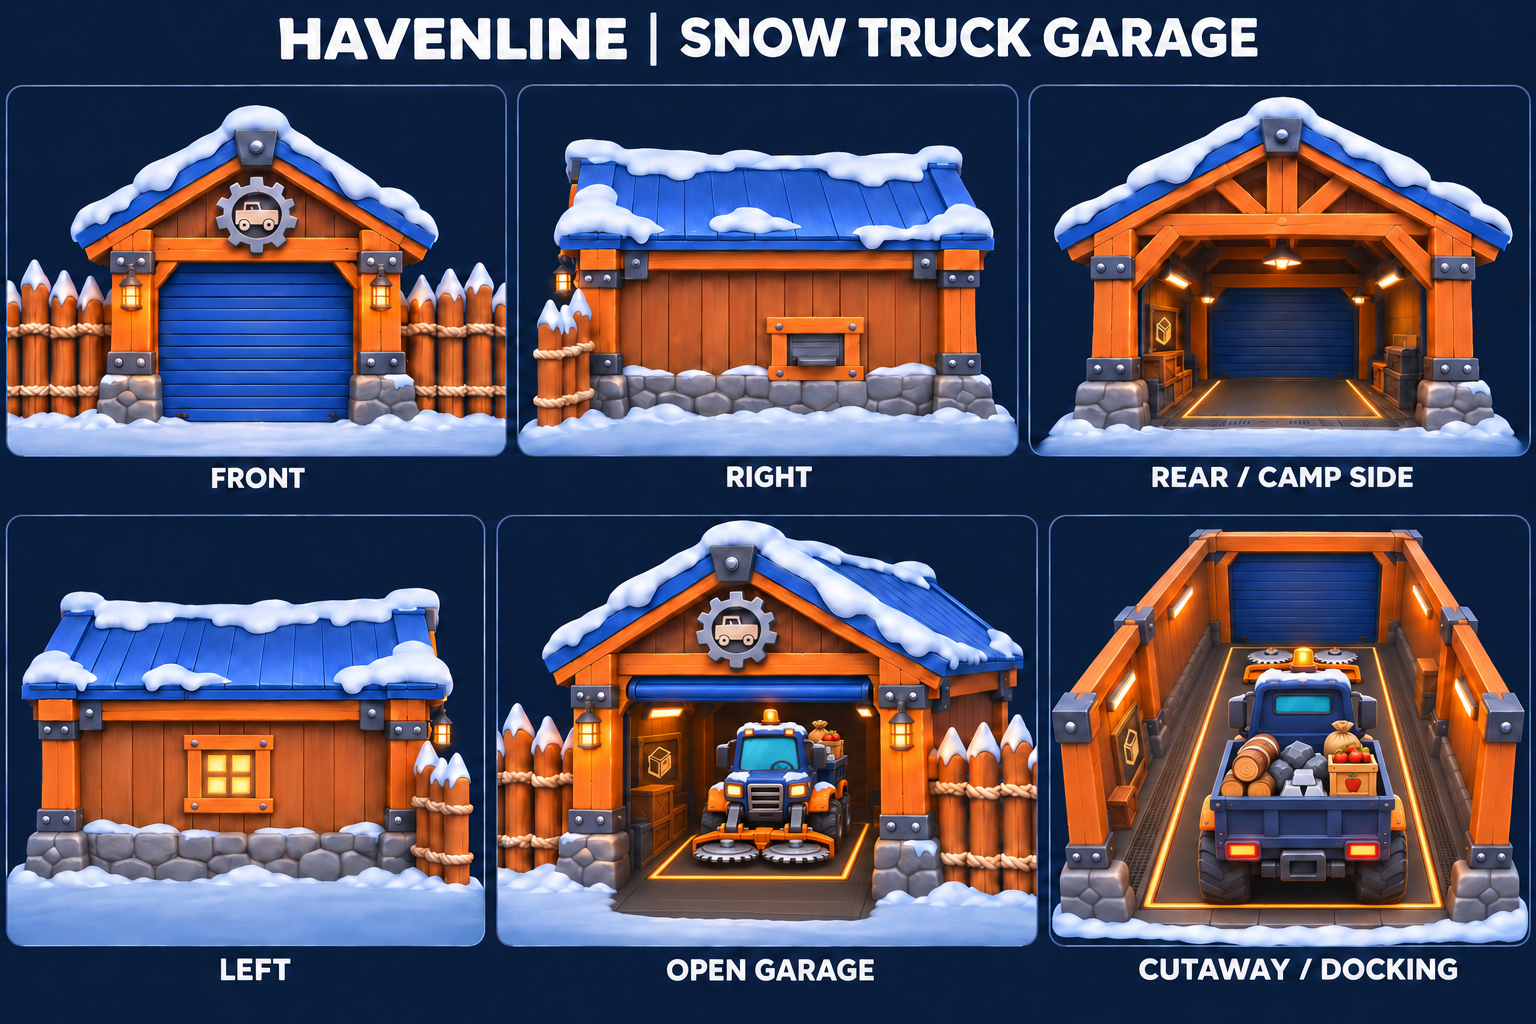 HAVENLINE | SNOW TRUCK GARAGE
FRONT
RIGHT
REAR / CAMP SIDE
LEFT
OPEN GARAGE
CUTAWAY / DOCKING